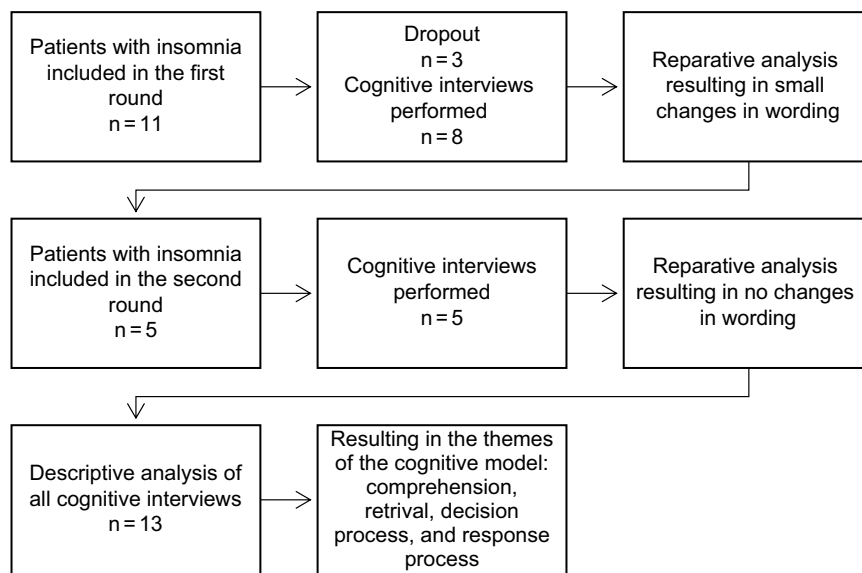 Patients with insomnia
included in the first
round
n = 11
Dropout
n = 3
Cognitive interviews
performed
n = 8
Reparative analysis
resulting in small
changes in wording
Patients with insomnia
included in the second
round
n = 5
Cognitive interviews
performed
n = 5
Reparative analysis
resulting in no changes
in wording
Descriptive analysis of
all cognitive interviews
n = 13
Resulting in the themes
of the cognitive model:
comprehension,
retrival, decision
process, and response
process